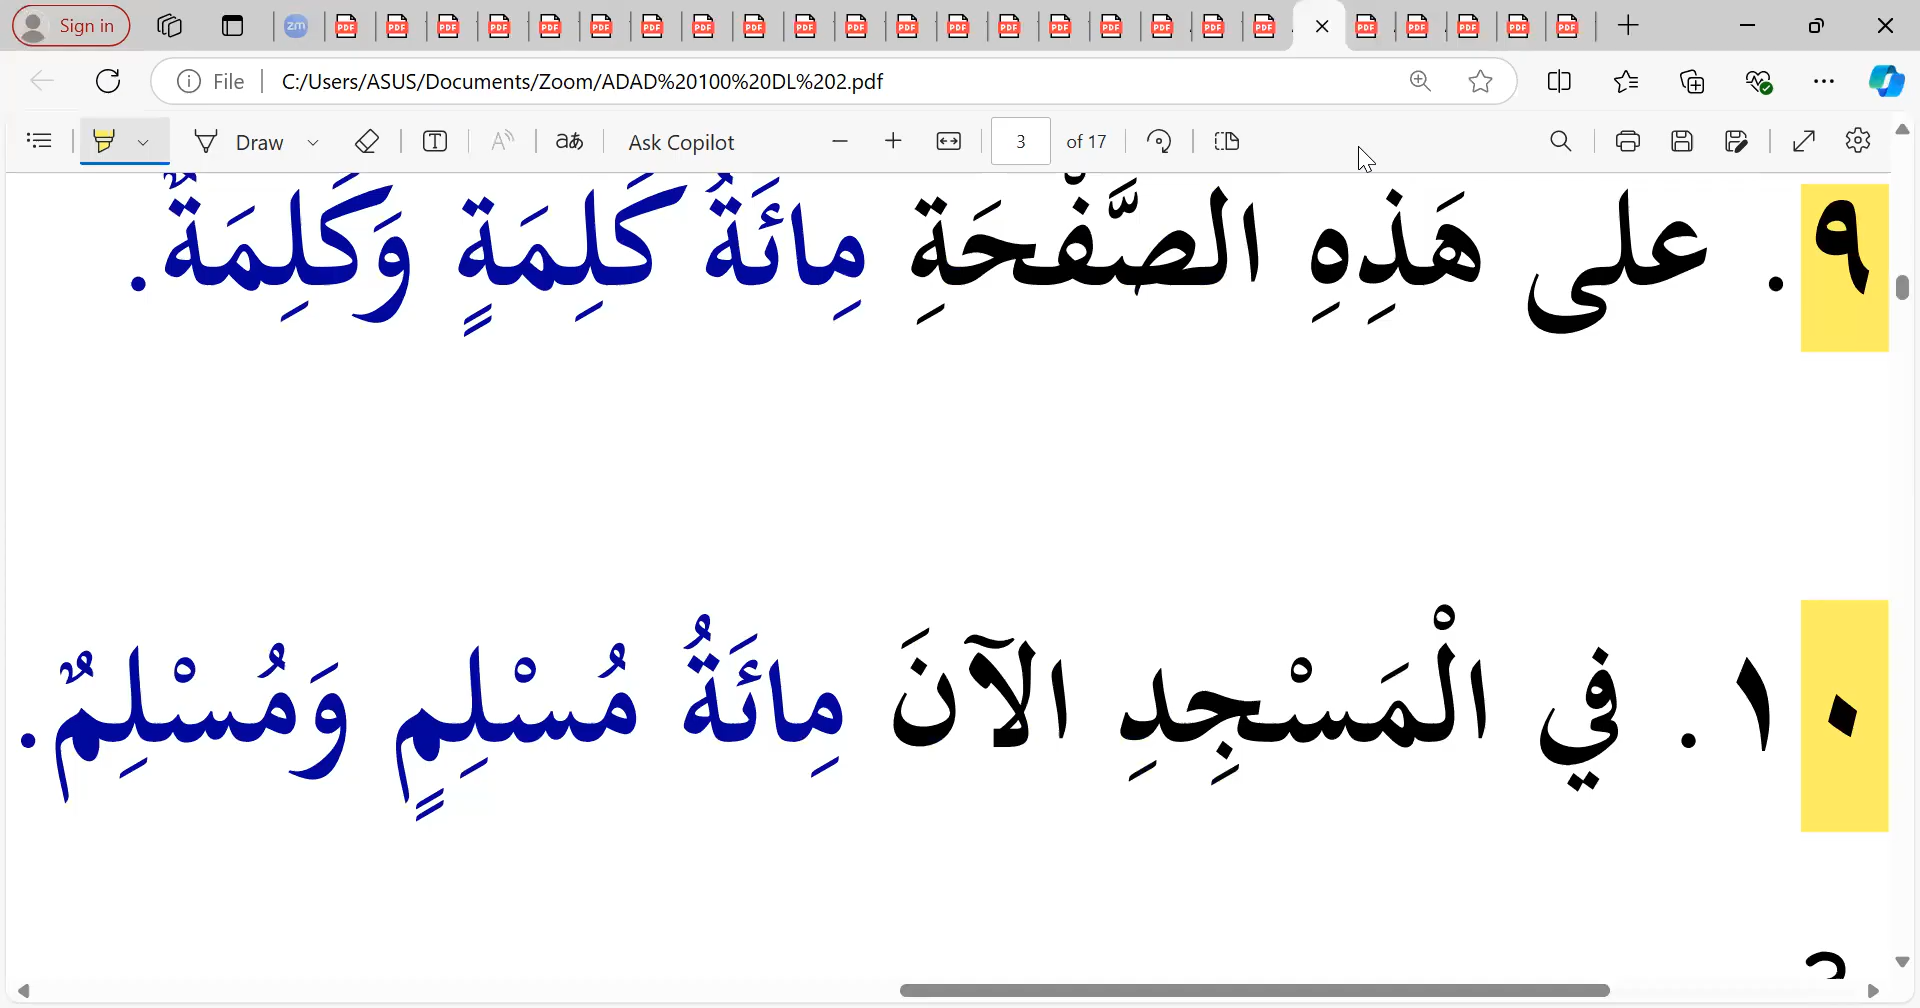 Sign in
File C:/Users/ASUS/Documents/Zoom/ADAD%20100%20DL%202.pdf
Draw Ask Copilot 3 of 17
٩. على هَذِهِ الصَّفْحَةِ مِائَةُ كَلِمَةٍ وَكَلِمَةٌ.
١٠. في الْمَسْجِدِ الآنَ مِائَةُ مُسْلِمٍ وَمُسْلِمٌ.